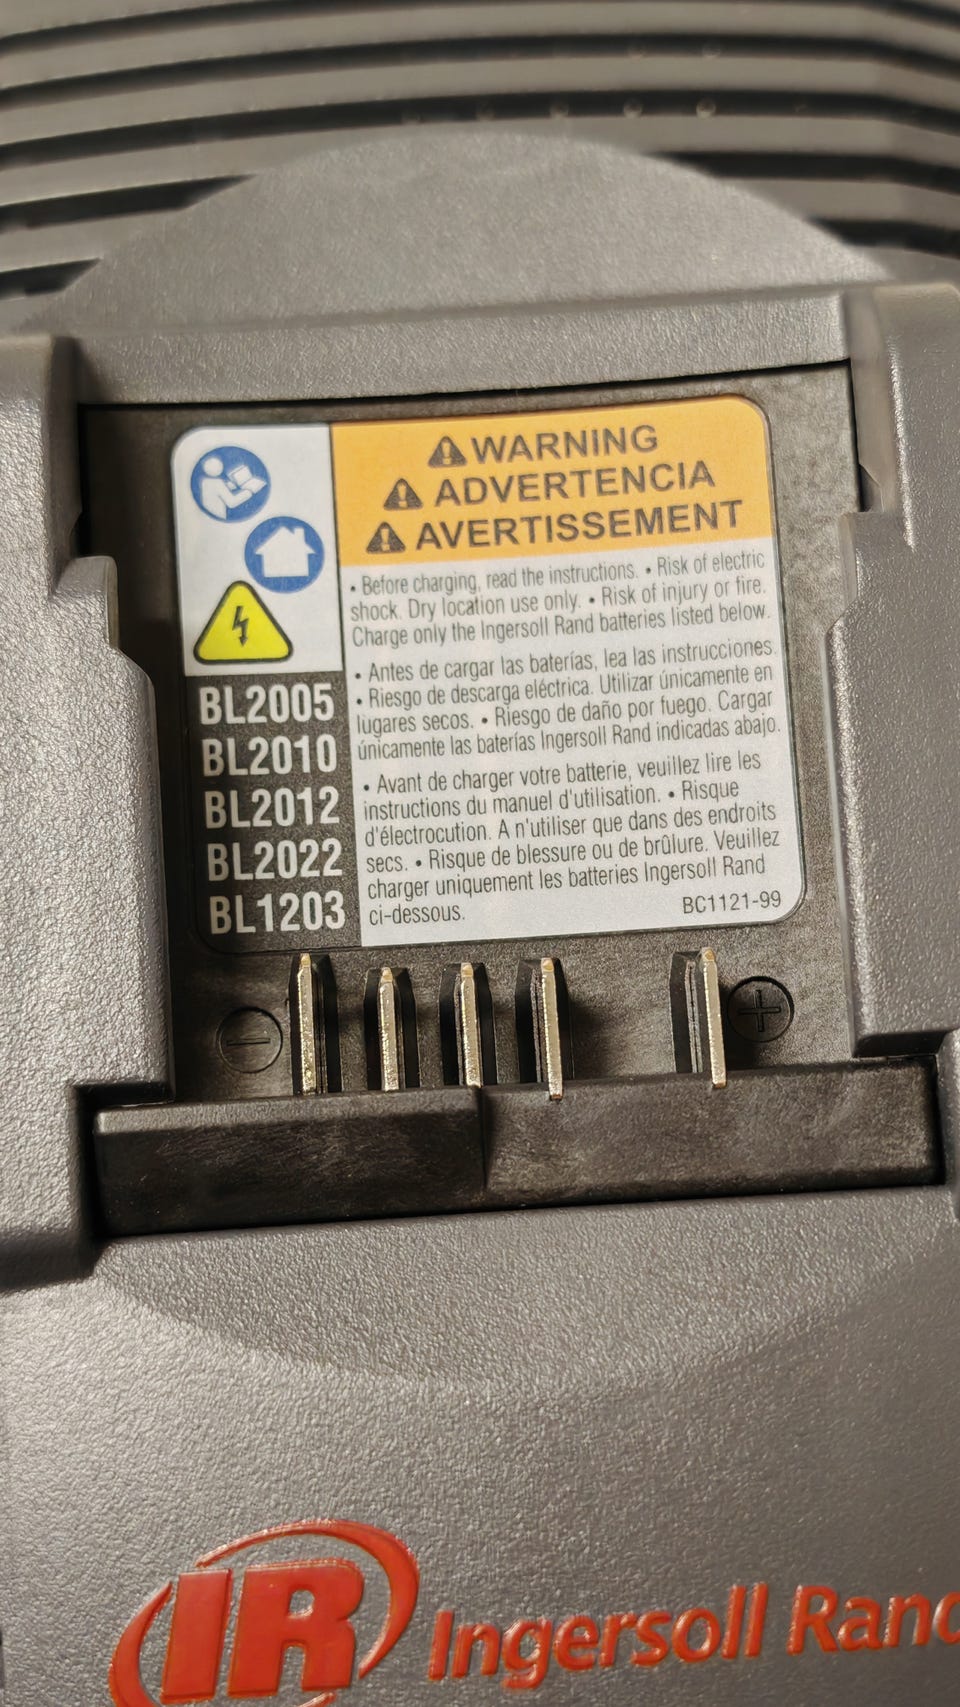 WARNING
ADVERTENCIA
AVERTISSEMENT
• Before charging, read the instructions. • Risk of electric
shock. Dry location use only. • Risk of injury or fire.
Charge only the Ingersoll Rand batteries listed below.
• Antes de cargar las baterías, lea las instrucciones.
• Riesgo de descarga eléctrica. Utilizar únicamente en
lugares secos. • Riesgo de daño por fuego. Cargar
únicamente las baterías Ingersoll Rand indicadas abajo.
• Avant de charger votre batterie, veuillez lire les
instructions du manuel d'utilisation. • Risque
d'électrocution. A n'utiliser que dans des endroits
secs. • Risque de blessure ou de brûlure. Veuillez
charger uniquement les batteries Ingersoll Rand
ci-dessous.
BC1121-99
BL2005
BL2010
BL2012
BL2022
BL1203
− +
IR Ingersoll Rand